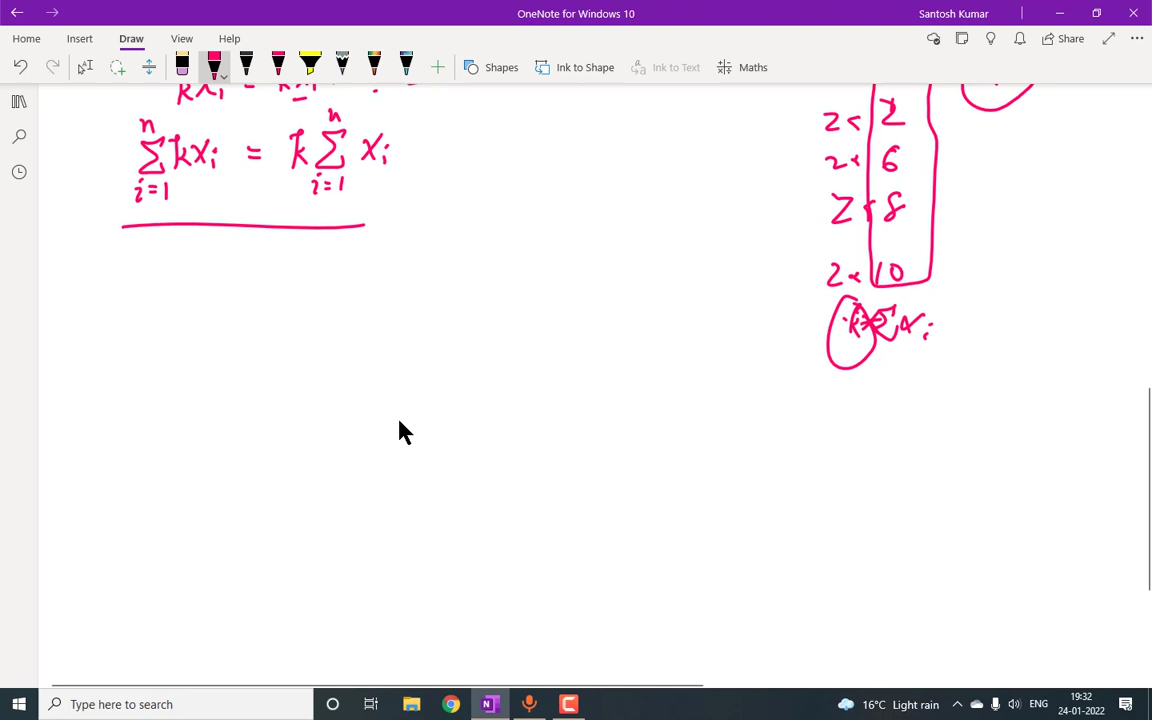 OneNote for Windows 10
Santosh Kumar
Home Insert Draw View Help
Share
Shapes Ink to Shape Ink to Text Maths
kxᵢ =
n n
∑ kxᵢ = k ∑ xᵢ
i=1 i=1
2 × 2
2 × 6
2 × 8
2 × 10
k × ∑ xᵢ
Type here to search
16°C Light rain
ENG
19:32
24-01-2022